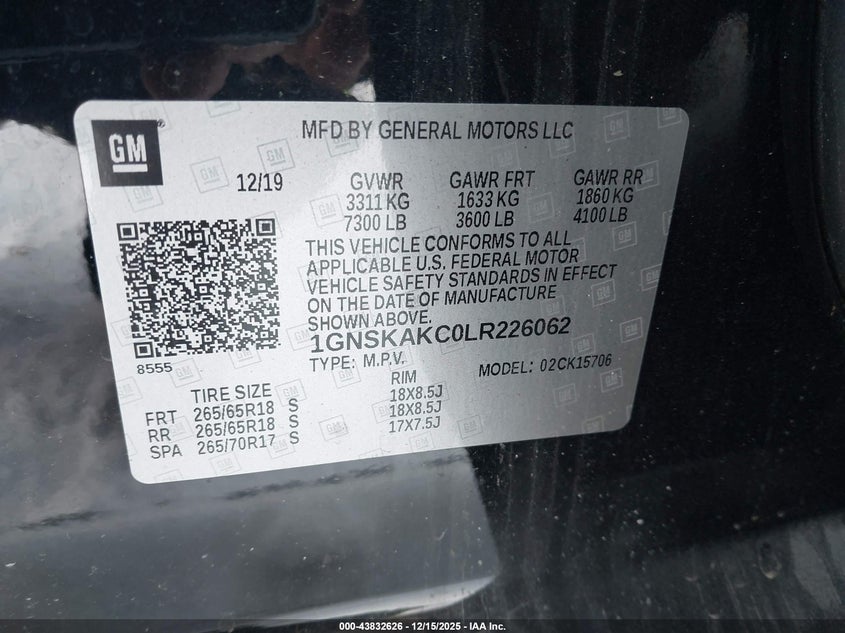 GM
MFD BY GENERAL MOTORS LLC
12/19
GVWR GAWR FRT GAWR RR
3311 KG 1633 KG 1860 KG
7300 LB 3600 LB 4100 LB
THIS VEHICLE CONFORMS TO ALL
APPLICABLE U.S. FEDERAL MOTOR
VEHICLE SAFETY STANDARDS IN EFFECT
ON THE DATE OF MANUFACTURE
SHOWN ABOVE.
1GNSKAKC0LR226062
8555
TYPE: M.P.V. MODEL: 02CK15706
TIRE SIZE RIM
FRT 265/65R18 S 18X8.5J
RR 265/65R18 S 18X8.5J
SPA 265/70R17 S 17X7.5J
000-43832626 - 12/15/2025 - IAA Inc.